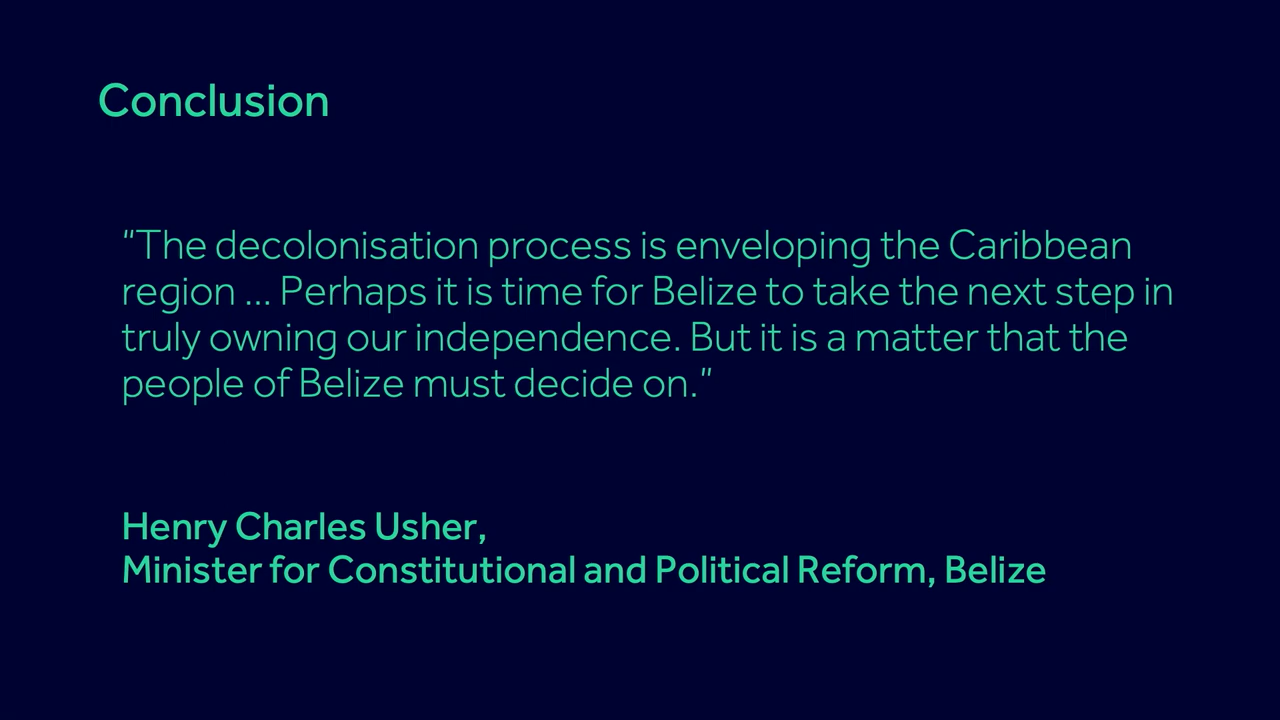 Conclusion
"The decolonisation process is enveloping the Caribbean
region ... Perhaps it is time for Belize to take the next step in
truly owning our independence. But it is a matter that the
people of Belize must decide on."
Henry Charles Usher,
Minister for Constitutional and Political Reform, Belize